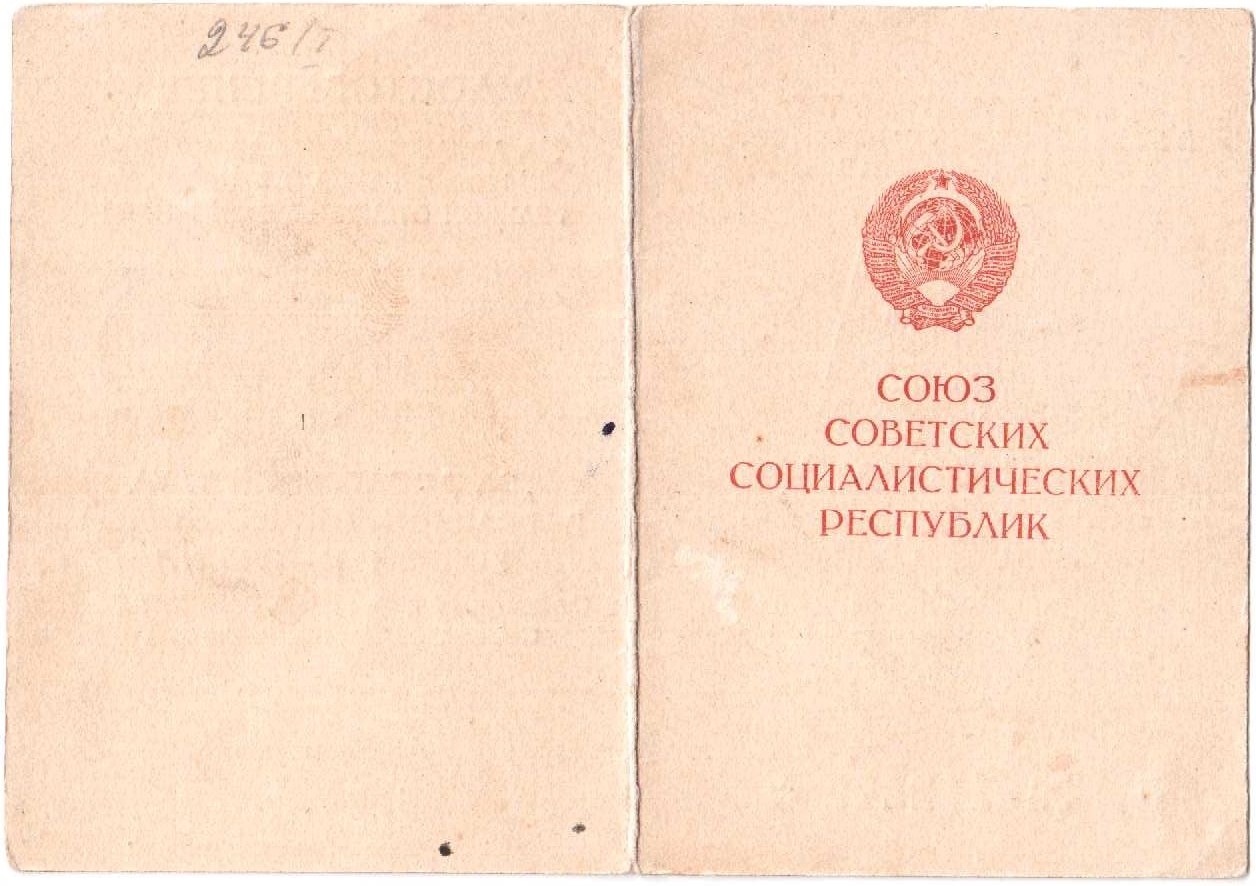 246/I
СОЮЗ
СОВЕТСКИХ
СОЦИАЛИСТИЧЕСКИХ
РЕСПУБЛИК